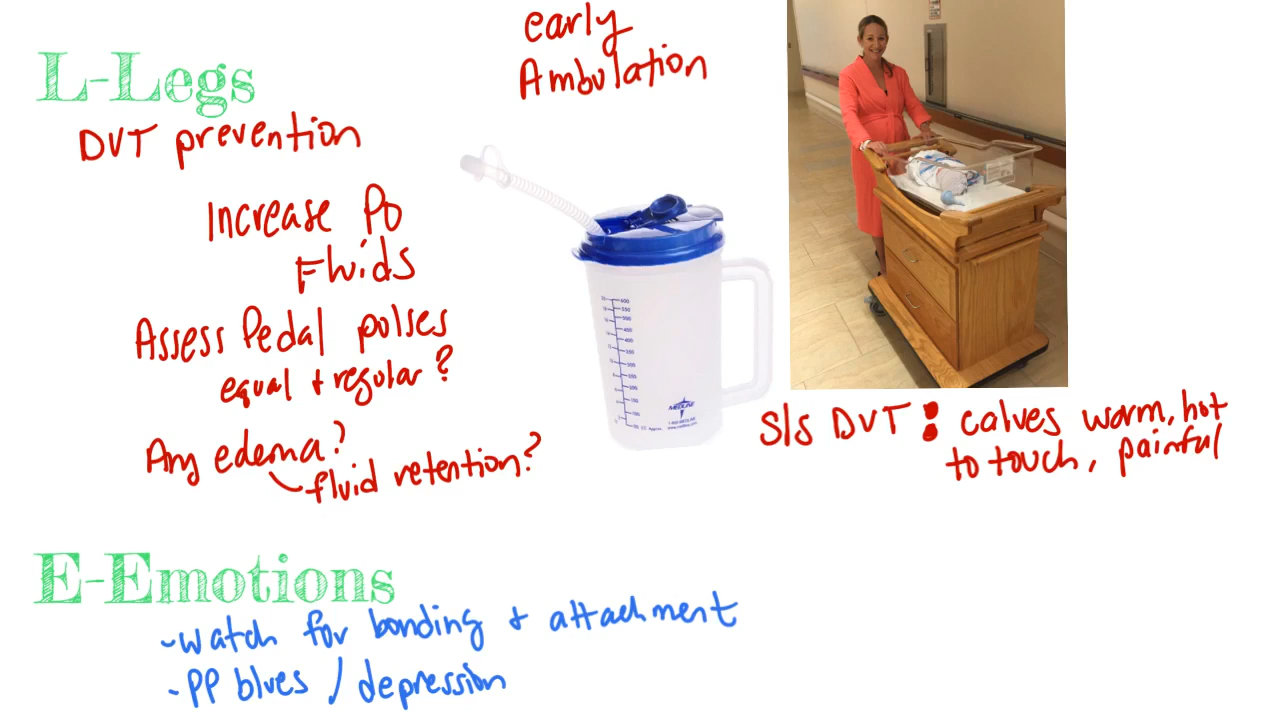 L-Legs
DVT prevention
Increase PO
Fluids
Assess Pedal pulses
equal + regular?
Any edema?
fluid retention?
early
Ambulation
MEDLINE
S/S DVT: calves warm, hot
to touch, painful
E-Emotions
-watch for bonding + attachment
-PP blues / depression